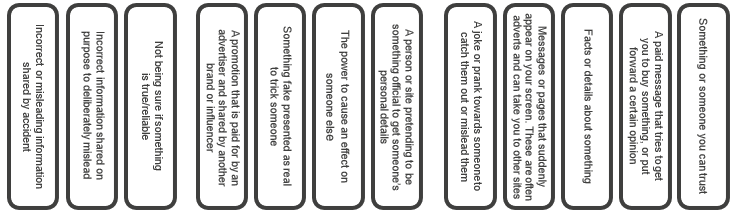 Something or someone you can trust
A paid message that tries to get
you to buy something, or put
forward a certain opinion
Facts or details about something
Messages or pages that suddenly
appear on your screen. These are often
adverts and can take you to other sites
A joke or prank towards someone to
catch them out or mislead them
A person or site pretending to be
something official to get someone's
personal details
The power to cause an effect on
someone else
Something fake presented as real
to trick someone
A promotion that is paid for by an
advertiser and shared by another
brand or influencer
Not being sure if something
is true/reliable
Incorrect information shared on
purpose to deliberately mislead
Incorrect or misleading information
shared by accident